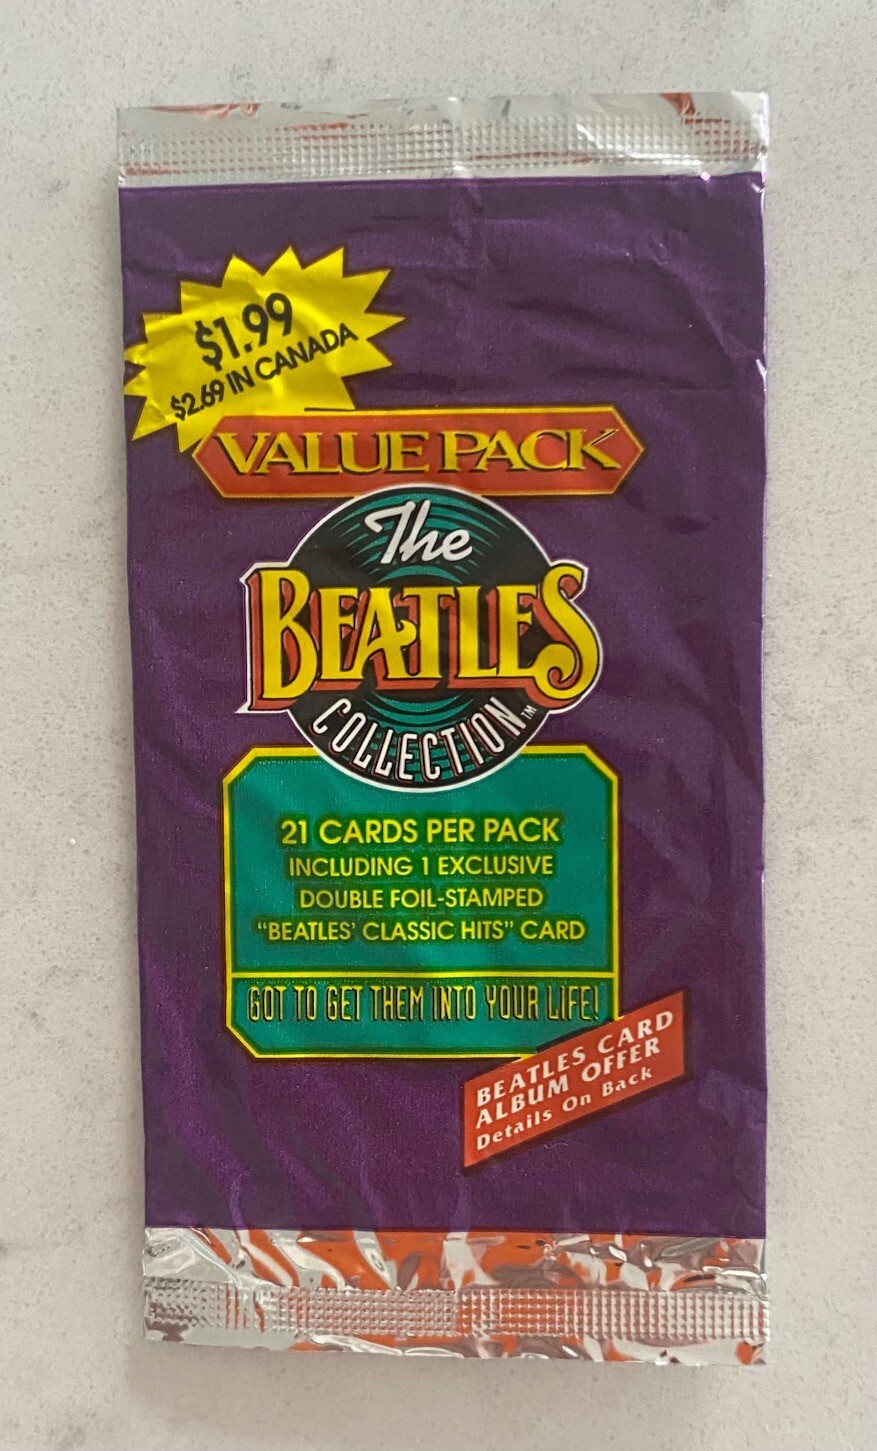 $1.99
$2.69 IN CANADA
VALUE PACK
The
BEATLES
COLLECTION™
21 CARDS PER PACK
INCLUDING 1 EXCLUSIVE
DOUBLE FOIL-STAMPED
"BEATLES' CLASSIC HITS" CARD
GOT TO GET THEM INTO YOUR LIFE!
BEATLES CARD
ALBUM OFFER
Details On Back